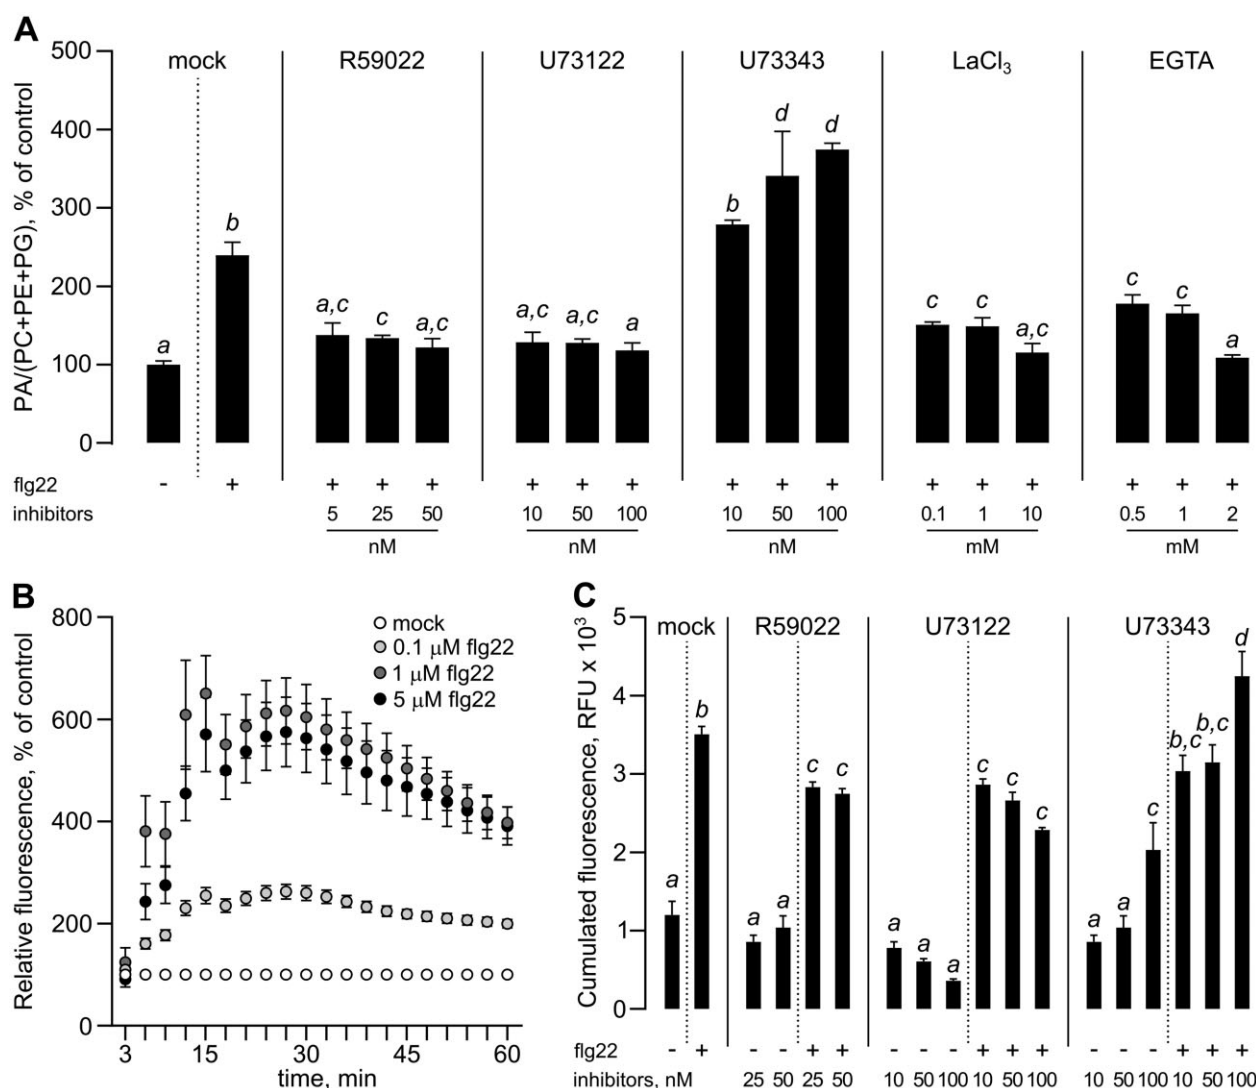 A
PA/(PC+PE+PG), % of control
500
400
300
200
100
0
mock R59022 U73122 U73343 LaCl₃ EGTA
a b a,c c a,c a,c a,c a b d d c c a,c c c a
flg22 - + + + + + + + + + + + + + + + +
inhibitors 5 25 50 10 50 100 10 50 100 0.1 1 10 0.5 1 2
nM nM nM mM mM
B
Relative fluorescence, % of control
800
600
400
200
0
mock
0.1 μM flg22
1 μM flg22
5 μM flg22
3 15 30 45 60
time, min
C
Cumulated fluorescence, RFU x 10³
5
4
3
2
1
0
mock R59022 U73122 U73343
a b a a c c a a a c c c a a c b,c b,c d
flg22 - + - - + + - - - + + + - - - + + +
inhibitors, nM 25 50 25 50 10 50 100 10 50 100 10 50 100 10 50 100